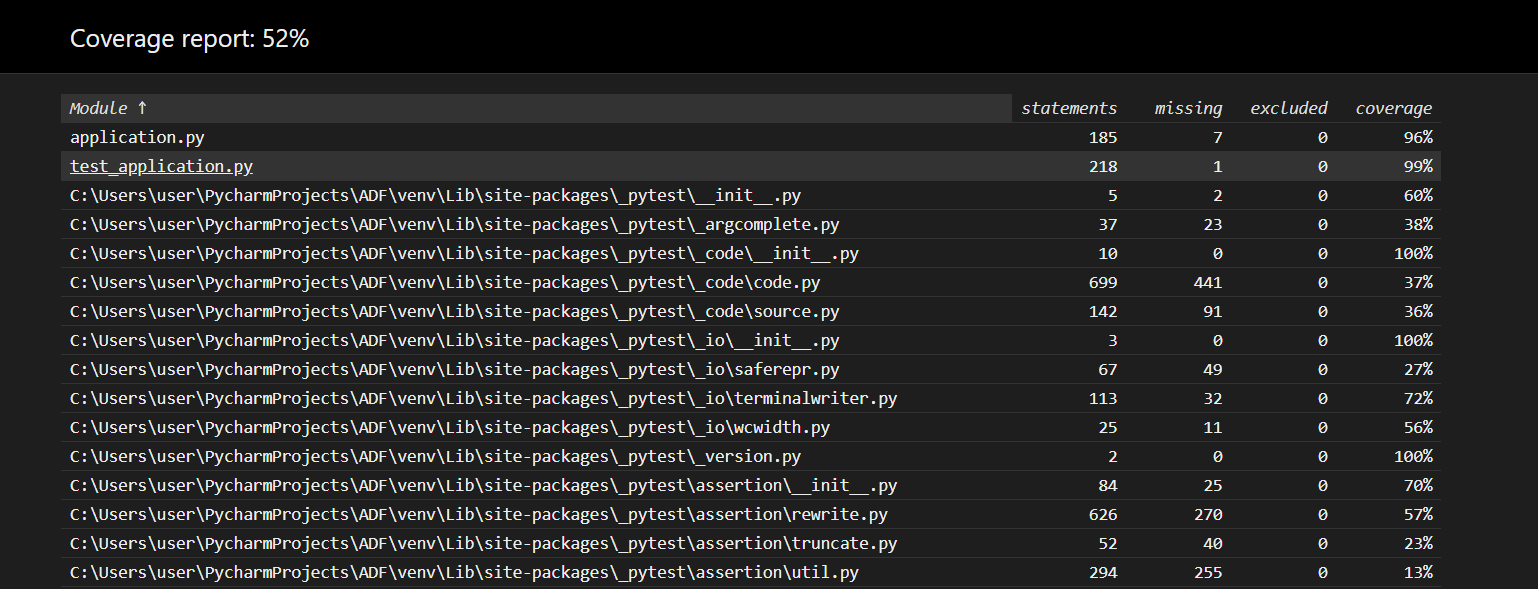 Coverage report: 52%
Module ↑ statements missing excluded coverage
application.py 185 7 0 96%
test_application.py 218 1 0 99%
C:\Users\user\PycharmProjects\ADF\venv\Lib\site-packages\_pytest\__init__.py 5 2 0 60%
C:\Users\user\PycharmProjects\ADF\venv\Lib\site-packages\_pytest\_argcomplete.py 37 23 0 38%
C:\Users\user\PycharmProjects\ADF\venv\Lib\site-packages\_pytest\_code\__init__.py 10 0 0 100%
C:\Users\user\PycharmProjects\ADF\venv\Lib\site-packages\_pytest\_code\code.py 699 441 0 37%
C:\Users\user\PycharmProjects\ADF\venv\Lib\site-packages\_pytest\_code\source.py 142 91 0 36%
C:\Users\user\PycharmProjects\ADF\venv\Lib\site-packages\_pytest\_io\__init__.py 3 0 0 100%
C:\Users\user\PycharmProjects\ADF\venv\Lib\site-packages\_pytest\_io\saferepr.py 67 49 0 27%
C:\Users\user\PycharmProjects\ADF\venv\Lib\site-packages\_pytest\_io\terminalwriter.py 113 32 0 72%
C:\Users\user\PycharmProjects\ADF\venv\Lib\site-packages\_pytest\_io\wcwidth.py 25 11 0 56%
C:\Users\user\PycharmProjects\ADF\venv\Lib\site-packages\_pytest\_version.py 2 0 0 100%
C:\Users\user\PycharmProjects\ADF\venv\Lib\site-packages\_pytest\assertion\__init__.py 84 25 0 70%
C:\Users\user\PycharmProjects\ADF\venv\Lib\site-packages\_pytest\assertion\rewrite.py 626 270 0 57%
C:\Users\user\PycharmProjects\ADF\venv\Lib\site-packages\_pytest\assertion\truncate.py 52 40 0 23%
C:\Users\user\PycharmProjects\ADF\venv\Lib\site-packages\_pytest\assertion\util.py 294 255 0 13%